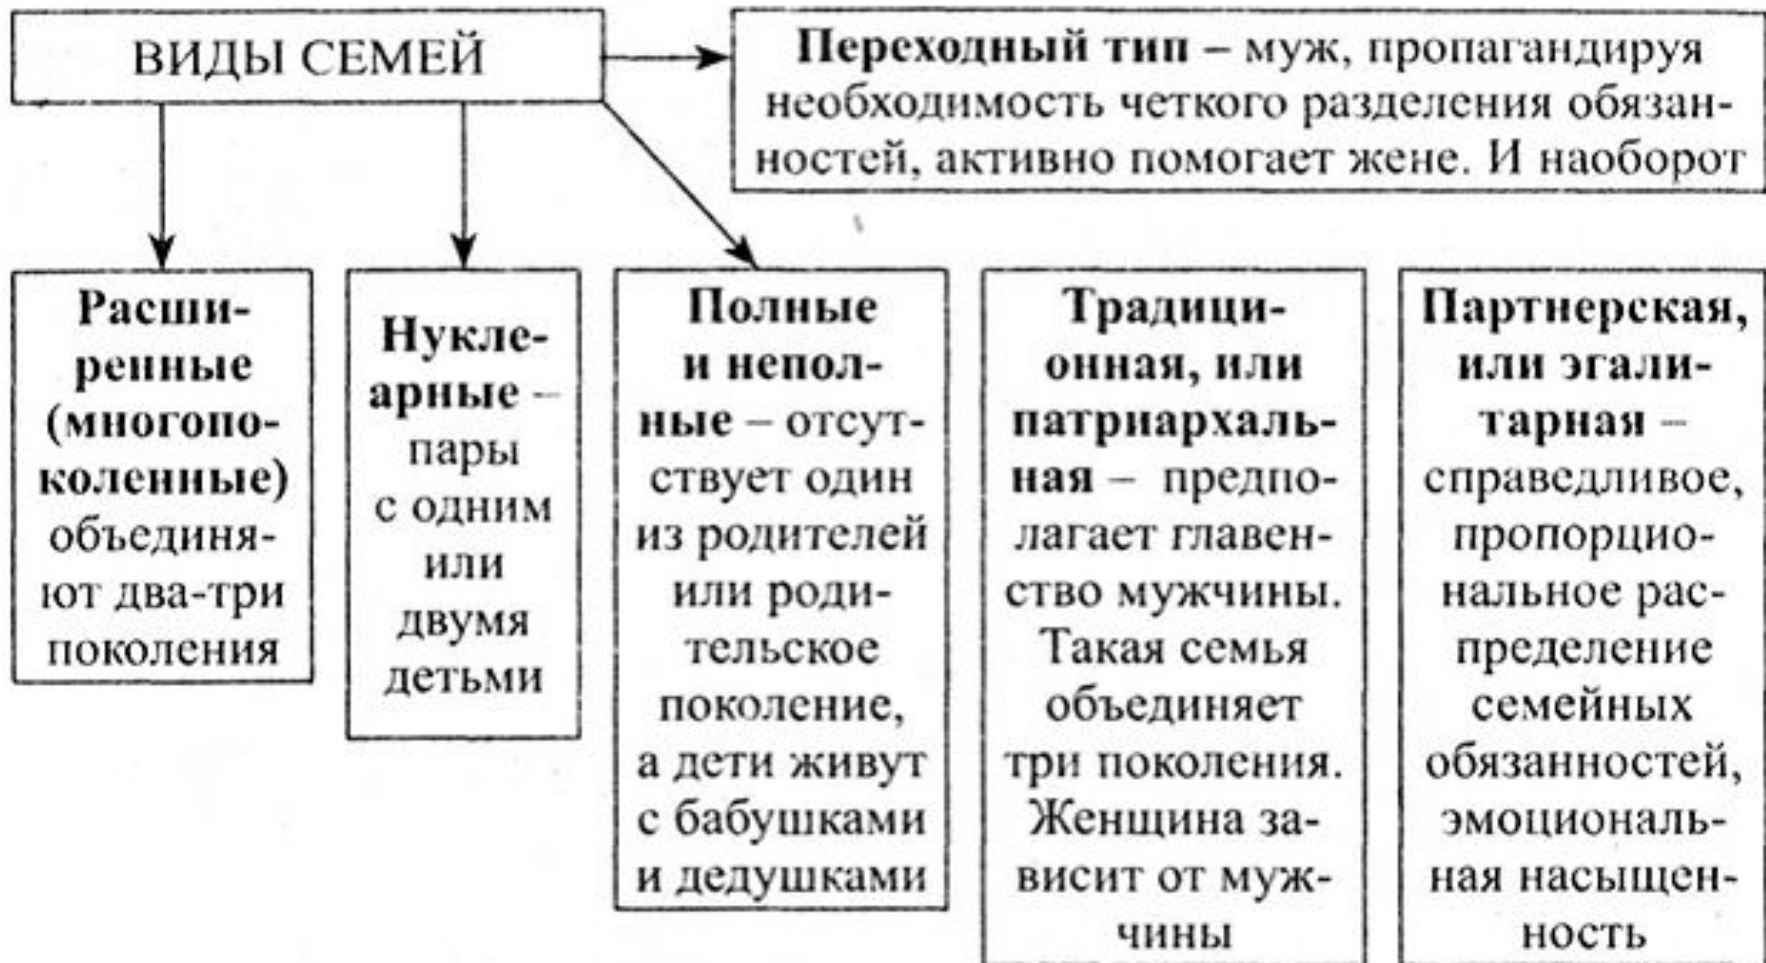 ВИДЫ СЕМЕЙ
Переходный тип – муж, пропагандируя
необходимость четкого разделения обязан-
ностей, активно помогает жене. И наоборот
Расши-
ренные
(многопо-
коленные)
объединя-
ют два-три
поколения
Нукле-
арные –
пары
с одним
или
двумя
детьми
Полные
и непол-
ные – отсут-
ствует один
из родителей
или роди-
тельское
поколение,
а дети живут
с бабушками
и дедушками
Традици-
онная, или
патриархаль-
ная – предпо-
лагает главен-
ство мужчины.
Такая семья
объединяет
три поколения.
Женщина за-
висит от муж-
чины
Партнерская,
или эгали-
тарная –
справедливое,
пропорцио-
нальное рас-
пределение
семейных
обязанностей,
эмоциональ-
ная насыщен-
ность